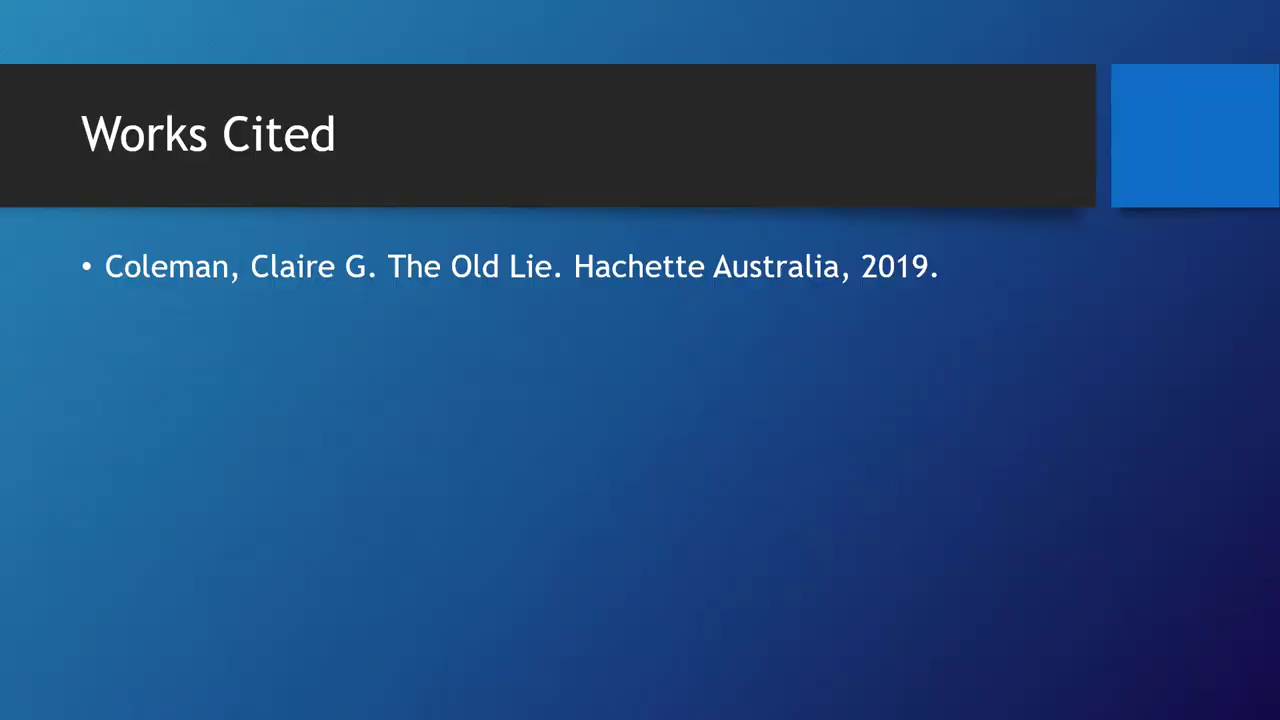 Works Cited
• Coleman, Claire G. The Old Lie. Hachette Australia, 2019.